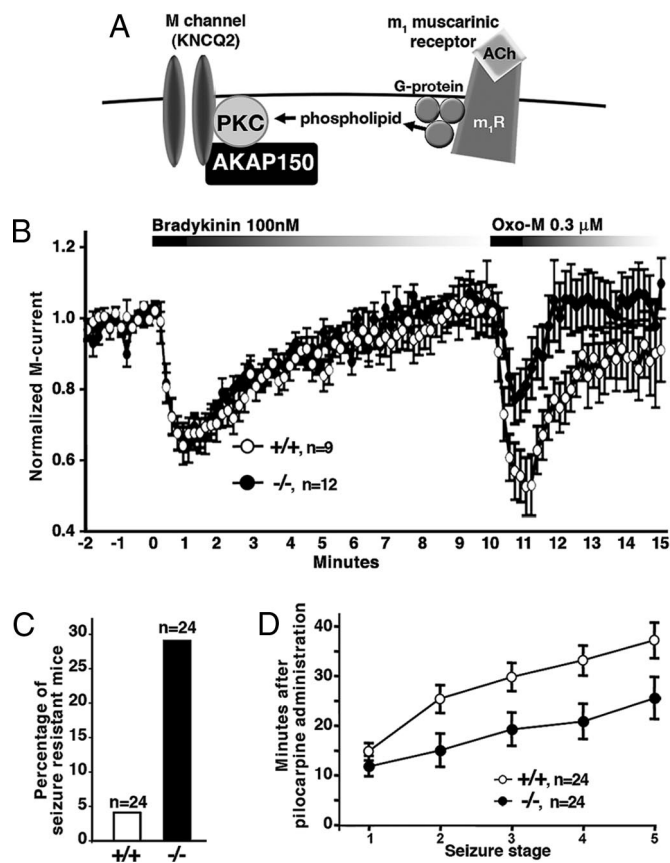 A
M channel
(KNCQ2)
m1 muscarinic
receptor
ACh
G-protein
PKC
phospholipid
m1R
AKAP150
B
Bradykinin 100nM
Oxo-M 0.3 μM
Normalized M-current
1.2
1.0
0.8
0.6
0.4
+/+, n=9
-/-, n=12
-2 -1 0 1 2 3 4 5 6 7 8 9 10 11 12 13 14 15
Minutes
C
Percentage of
seizure resistant mice
30
25
20
15
10
5
0
n=24
n=24
+/+ -/-
D
Minutes after
pilocarpine administration
40
30
20
10
0
+/+, n=24
-/-, n=24
1 2 3 4 5
Seizure stage